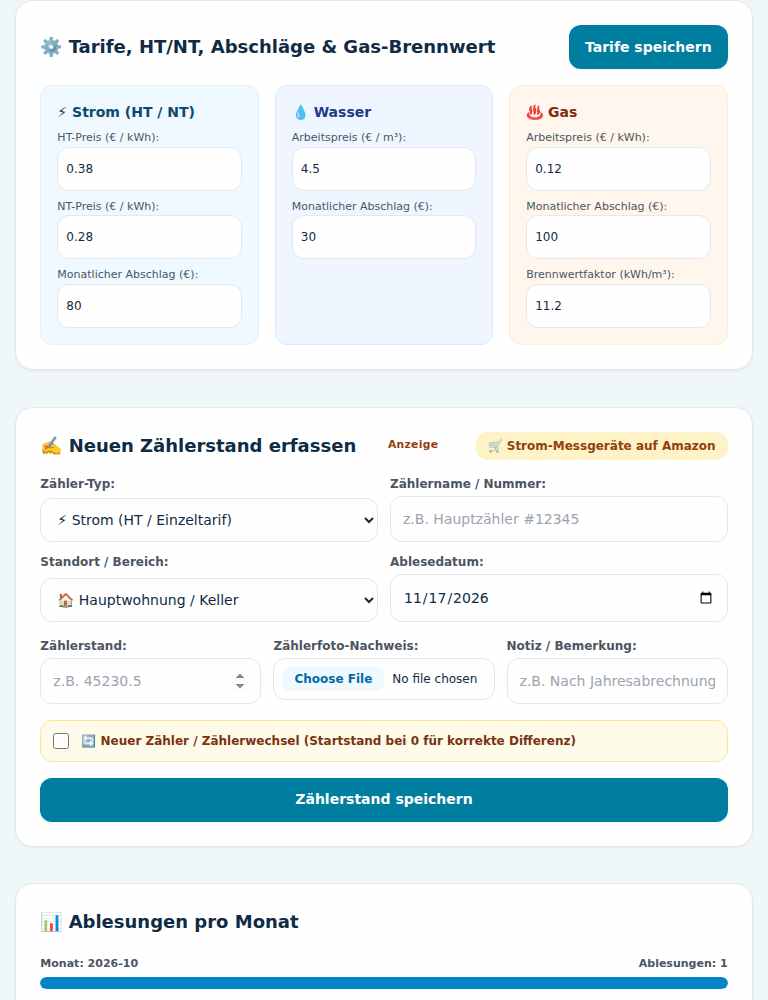 ⚙️ Tarife, HT/NT, Abschläge & Gas-Brennwert
Tarife speichern
⚡ Strom (HT / NT)
HT-Preis (€ / kWh):
0.38
NT-Preis (€ / kWh):
0.28
Monatlicher Abschlag (€):
80
💧 Wasser
Arbeitspreis (€ / m³):
4.5
Monatlicher Abschlag (€):
30
♨️ Gas
Arbeitspreis (€ / kWh):
0.12
Monatlicher Abschlag (€):
100
Brennwertfaktor (kWh/m³):
11.2
✍️ Neuen Zählerstand erfassen
Anzeige
🛒 Strom-Messgeräte auf Amazon
Zähler-Typ:
⚡ Strom (HT / Einzeltarif)
Zählername / Nummer:
z.B. Hauptzähler #12345
Standort / Bereich:
🏠 Hauptwohnung / Keller
Ablesedatum:
11/17/2026
Zählerstand:
z.B. 45230.5
Zählerfoto-Nachweis:
Choose File No file chosen
Notiz / Bemerkung:
z.B. Nach Jahresabrechnung
🔄 Neuer Zähler / Zählerwechsel (Startstand bei 0 für korrekte Differenz)
Zählerstand speichern
📊 Ablesungen pro Monat
Monat: 2026-10
Ablesungen: 1